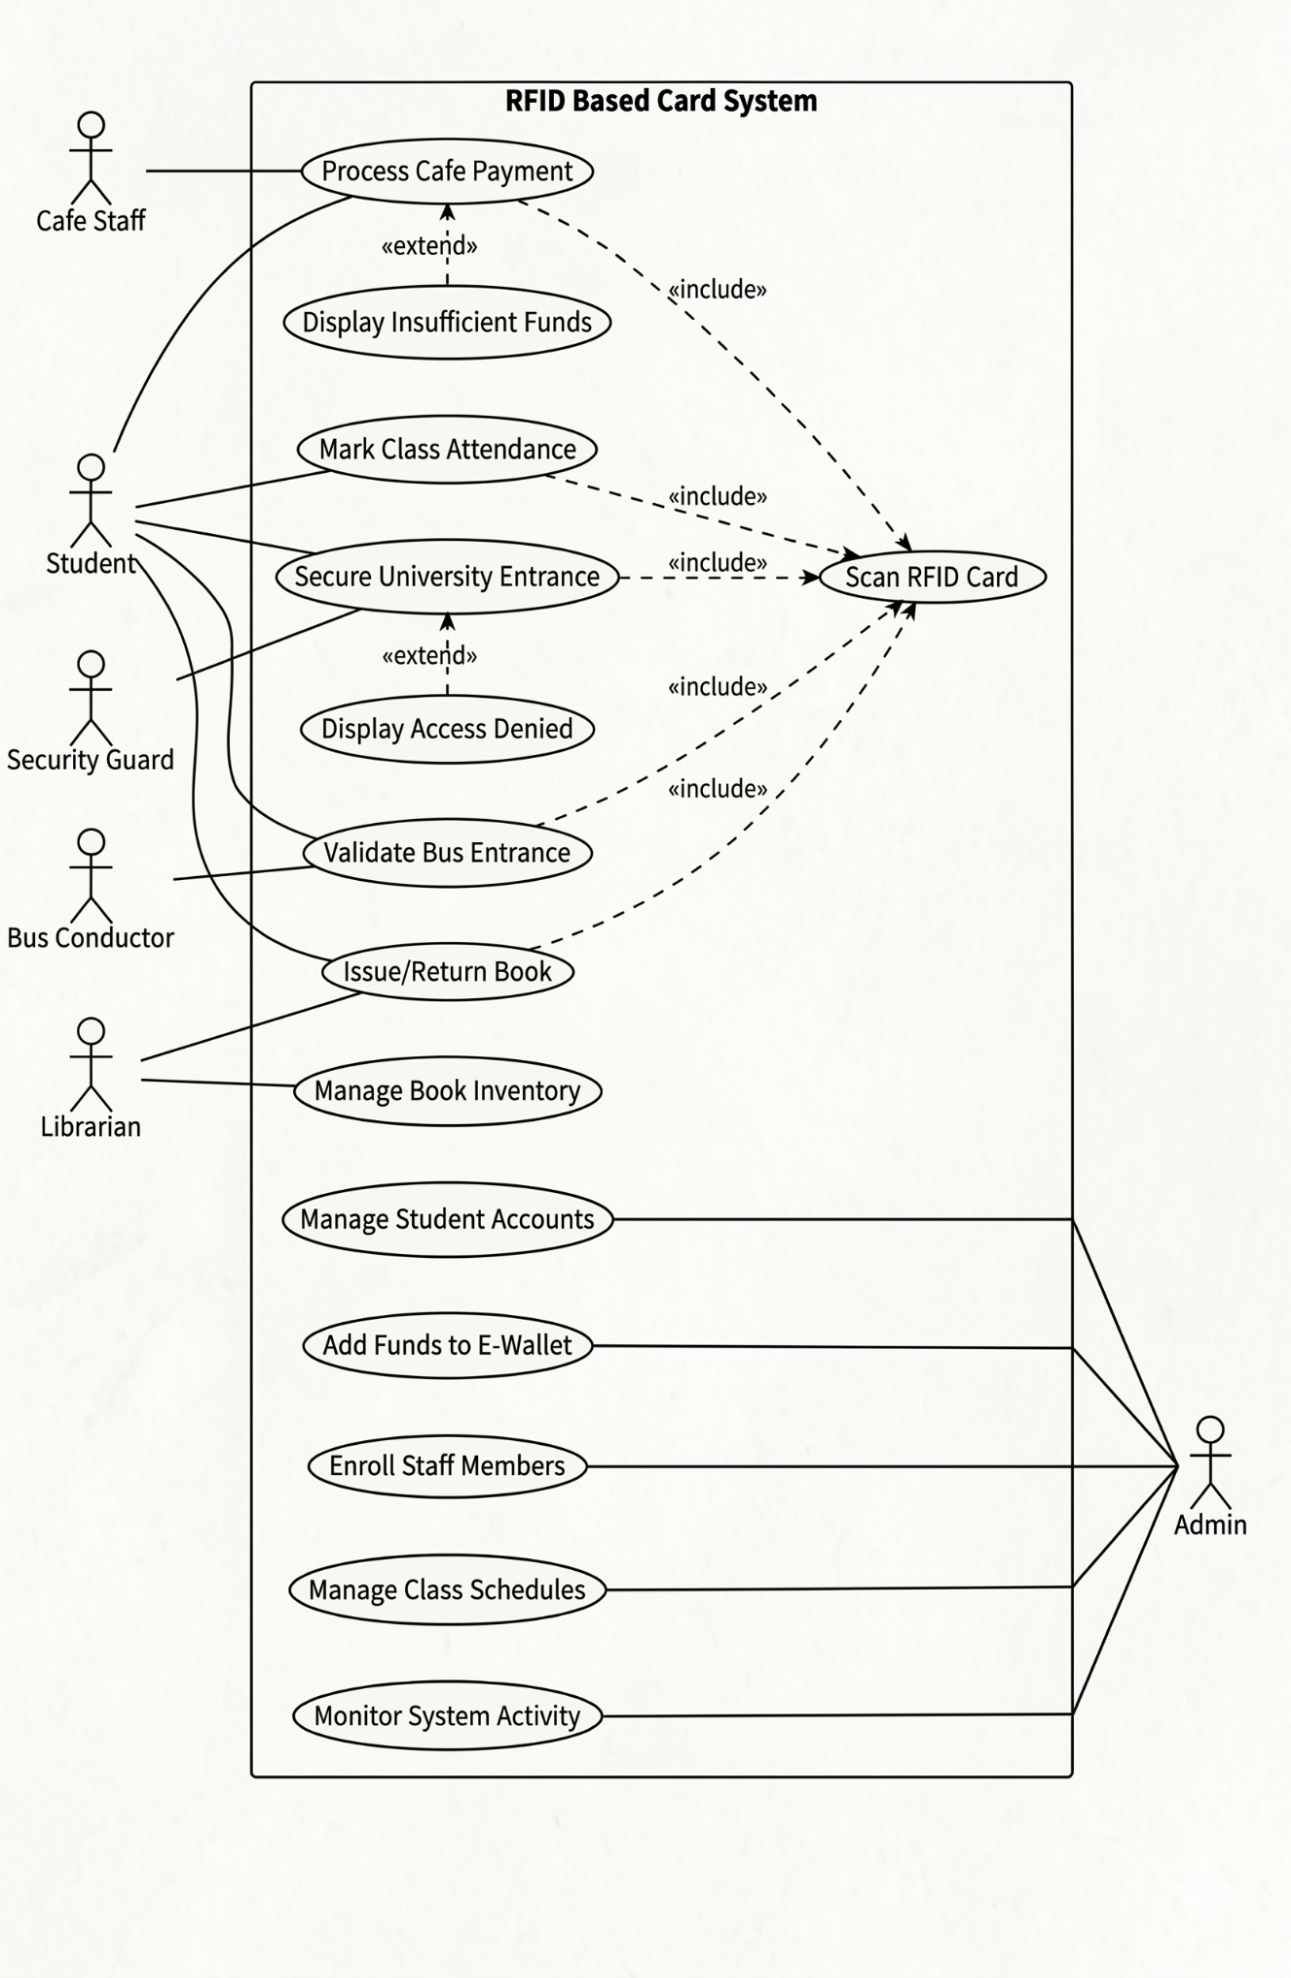 RFID Based Card System
Cafe Staff
Process Cafe Payment
«extend»
«include»
Display Insufficient Funds
Mark Class Attendance
«include»
Student
Secure University Entrance
«include»
Scan RFID Card
«extend»
«include»
Security Guard
Display Access Denied
«include»
Validate Bus Entrance
Bus Conductor
Issue/Return Book
Librarian
Manage Book Inventory
Manage Student Accounts
Add Funds to E-Wallet
Enroll Staff Members
Admin
Manage Class Schedules
Monitor System Activity